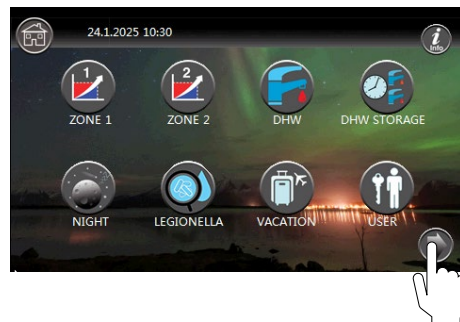 24.1.2025 10:30
i
Info
1
2
ZONE 1
ZONE 2
DHW
DHW STORAGE
NIGHT
LEGIONELLA
VACATION
USER